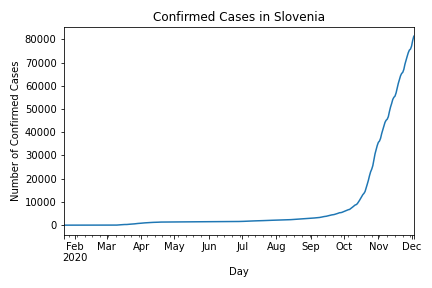 Confirmed Cases in Slovenia
80000
70000
60000
50000
40000
30000
20000
10000
0
Number of Confirmed Cases
Feb Mar Apr May Jun Jul Aug Sep Oct Nov Dec
2020
Day